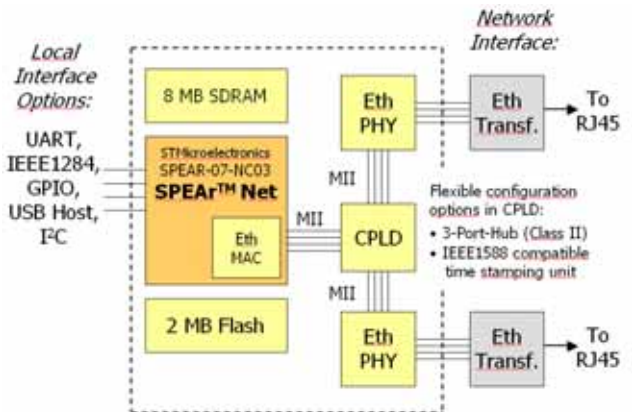 Local
Interface
Options:
UART,
IEEE1284,
GPIO,
USB Host,
I²C
8 MB SDRAM
STMicroelectronics
SPEAR-07-NC03
SPEAr™ Net
Eth
MAC
2 MB Flash
MII
Eth
PHY
MII
CPLD
MII
Eth
PHY
Network
Interface:
Eth
Transf.
To
RJ45
Flexible configuration
options in CPLD:
• 3-Port-Hub (Class II)
• IEEE1588 compatible
time stamping unit
Eth
Transf.
To
RJ45